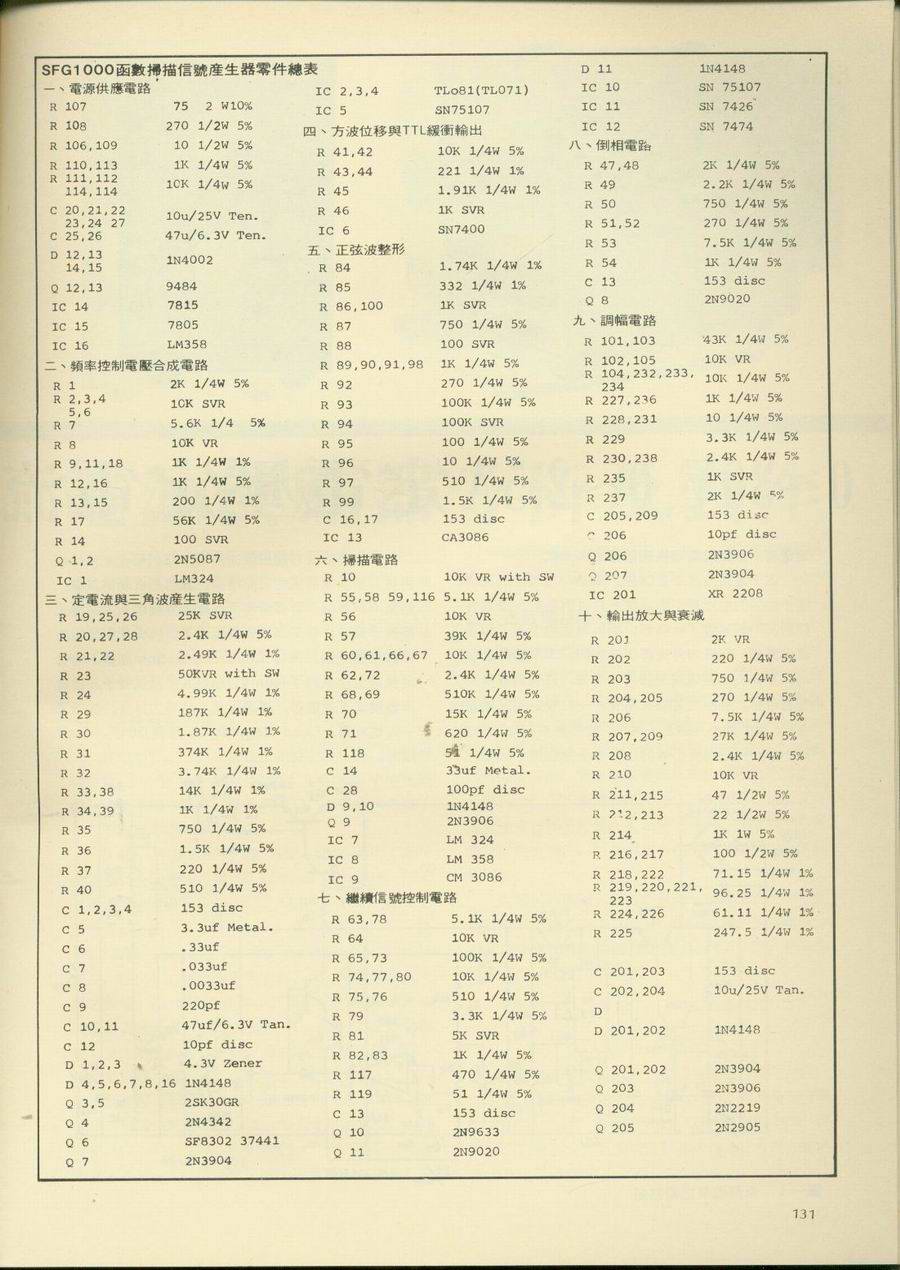 SFG1000函數掃描信號産生器零件總表
一、電源供應電路
R 107 75 2 W10%
R 108 270 1/2W 5%
R 106,109 10 1/2W 5%
R 110,113 1K 1/4W 5%
R 111,112
114,114 10K 1/4W 5%
C 20,21,22
23,24 27 10u/25V Ten.
C 25,26 47u/6.3V Ten.
D 12,13
14,15 1N4002
Q 12,13 9484
IC 14 7815
IC 15 7805
IC 16 LM358
二、頻率控制電壓合成電路
R 1 2K 1/4W 5%
R 2,3,4
5,6 10K SVR
R 7 5.6K 1/4 5%
R 8 10K VR
R 9,11,18 1K 1/4W 1%
R 12,16 1K 1/4W 5%
R 13,15 200 1/4W 1%
R 17 56K 1/4W 5%
R 14 100 SVR
Q 1,2 2N5087
IC 1 LM324
三、定電流與三角波産生電路
R 19,25,26 25K SVR
R 20,27,28 2.4K 1/4W 5%
R 21,22 2.49K 1/4W 1%
R 23 50KVR with SW
R 24 4.99K 1/4W 1%
R 29 187K 1/4W 1%
R 30 1.87K 1/4W 1%
R 31 374K 1/4W 1%
R 32 3.74K 1/4W 1%
R 33,38 14K 1/4W 1%
R 34,39 1K 1/4W 1%
R 35 750 1/4W 5%
R 36 1.5K 1/4W 5%
R 37 220 1/4W 5%
R 40 510 1/4W 5%
C 1,2,3,4 153 disc
C 5 3.3uf Metal.
C 6 .33uf
C 7 .033uf
C 8 .0033uf
C 9 220pf
C 10,11 47uf/6.3V Tan.
C 12 10pf disc
D 1,2,3 4.3V Zener
D 4,5,6,7,8,16 1N4148
Q 3,5 2SK30GR
Q 4 2N4342
Q 6 SF8302 37441
Q 7 2N3904
IC 2,3,4 TLo81(TL071)
IC 5 SN75107
四、方波位移與TTL緩衝輸出
R 41,42 10K 1/4W 5%
R 43,44 221 1/4W 1%
R 45 1.91K 1/4W 1%
R 46 1K SVR
IC 6 SN7400
五、正弦波整形
R 84 1.74K 1/4W 1%
R 85 332 1/4W 1%
R 86,100 1K SVR
R 87 750 1/4W 5%
R 88 100 SVR
R 89,90,91,98 1K 1/4W 5%
R 92 270 1/4W 5%
R 93 100K 1/4W 5%
R 94 100K SVR
R 95 100 1/4W 5%
R 96 10 1/4W 5%
R 97 510 1/4W 5%
R 99 1.5K 1/4W 5%
C 16,17 153 disc
IC 13 CA3086
六、掃描電路
R 10 10K VR with SW
R 55,58 59,116 5.1K 1/4W 5%
R 56 10K VR
R 57 39K 1/4W 5%
R 60,61,66,67 10K 1/4W 5%
R 62,72 2.4K 1/4W 5%
R 68,69 510K 1/4W 5%
R 70 15K 1/4W 5%
R 71 620 1/4W 5%
R 118 51 1/4W 5%
C 14 33uf Metal.
C 28 100pf disc
D 9,10 1N4148
Q 9 2N3906
IC 7 LM 324
IC 8 LM 358
IC 9 CM 3086
七、繼續信號控制電路
R 63,78 5.1K 1/4W 5%
R 64 10K VR
R 65,73 100K 1/4W 5%
R 74,77,80 10K 1/4W 5%
R 75,76 510 1/4W 5%
R 79 3.3K 1/4W 5%
R 81 5K SVR
R 82,83 1K 1/4W 5%
R 117 470 1/4W 5%
R 119 51 1/4W 5%
C 13 153 disc
Q 10 2N9633
Q 11 2N9020
D 11 1N4148
IC 10 SN 75107
IC 11 SN 7426
IC 12 SN 7474
八、倒相電路
R 47,48 2K 1/4W 5%
R 49 2.2K 1/4W 5%
R 50 750 1/4W 5%
R 51,52 270 1/4W 5%
R 53 7.5K 1/4W 5%
R 54 1K 1/4W 5%
C 13 153 disc
Q 8 2N9020
九、調幅電路
R 101,103 43K 1/4W 5%
R 102,105 10K VR
R 104,232,233,
234 10K 1/4W 5%
R 227,236 1K 1/4W 5%
R 228,231 10 1/4W 5%
R 229 3.3K 1/4W 5%
R 230,238 2.4K 1/4W 5%
R 235 1K SVR
R 237 2K 1/4W 5%
C 205,209 153 disc
206 10pf disc
Q 206 2N3906
Q 207 2N3904
IC 201 XR 2208
十、輸出放大與衰減
R 201 2K VR
R 202 220 1/4W 5%
R 203 750 1/4W 5%
R 204,205 270 1/4W 5%
R 206 7.5K 1/4W 5%
R 207,209 27K 1/4W 5%
R 208 2.4K 1/4W 5%
R 210 10K VR
R 211,215 47 1/2W 5%
R 212,213 22 1/2W 5%
R 214 1K 1W 5%
R 216,217 100 1/2W 5%
R 218,222 71.15 1/4W 1%
R 219,220,221,
223 96.25 1/4W 1%
R 224,226 61.11 1/4W 1%
R 225 247.5 1/4W 1%
C 201,203 153 disc
C 202,204 10u/25V Tan.
D
D 201,202 1N4148
Q 201,202 2N3904
Q 203 2N3906
Q 204 2N2219
Q 205 2N2905
131